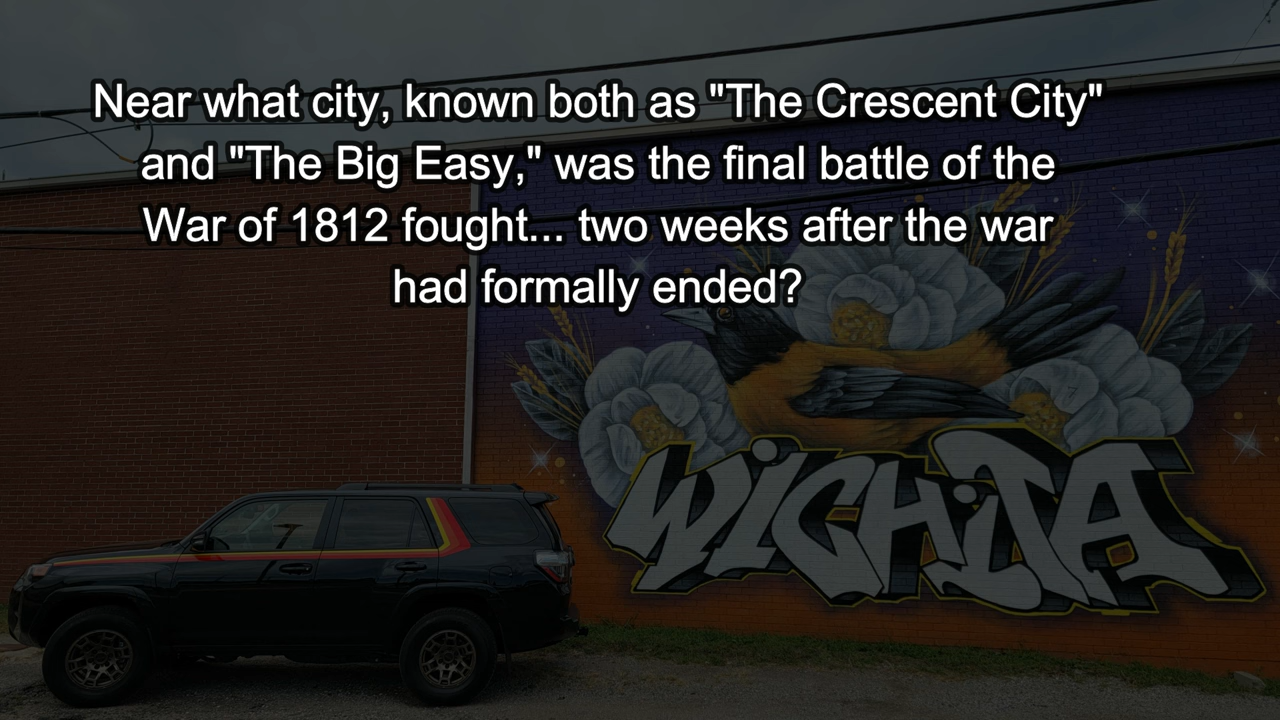 Near what city, known both as "The Crescent City"
and "The Big Easy," was the final battle of the
War of 1812 fought... two weeks after the war
had formally ended?
WICHITA